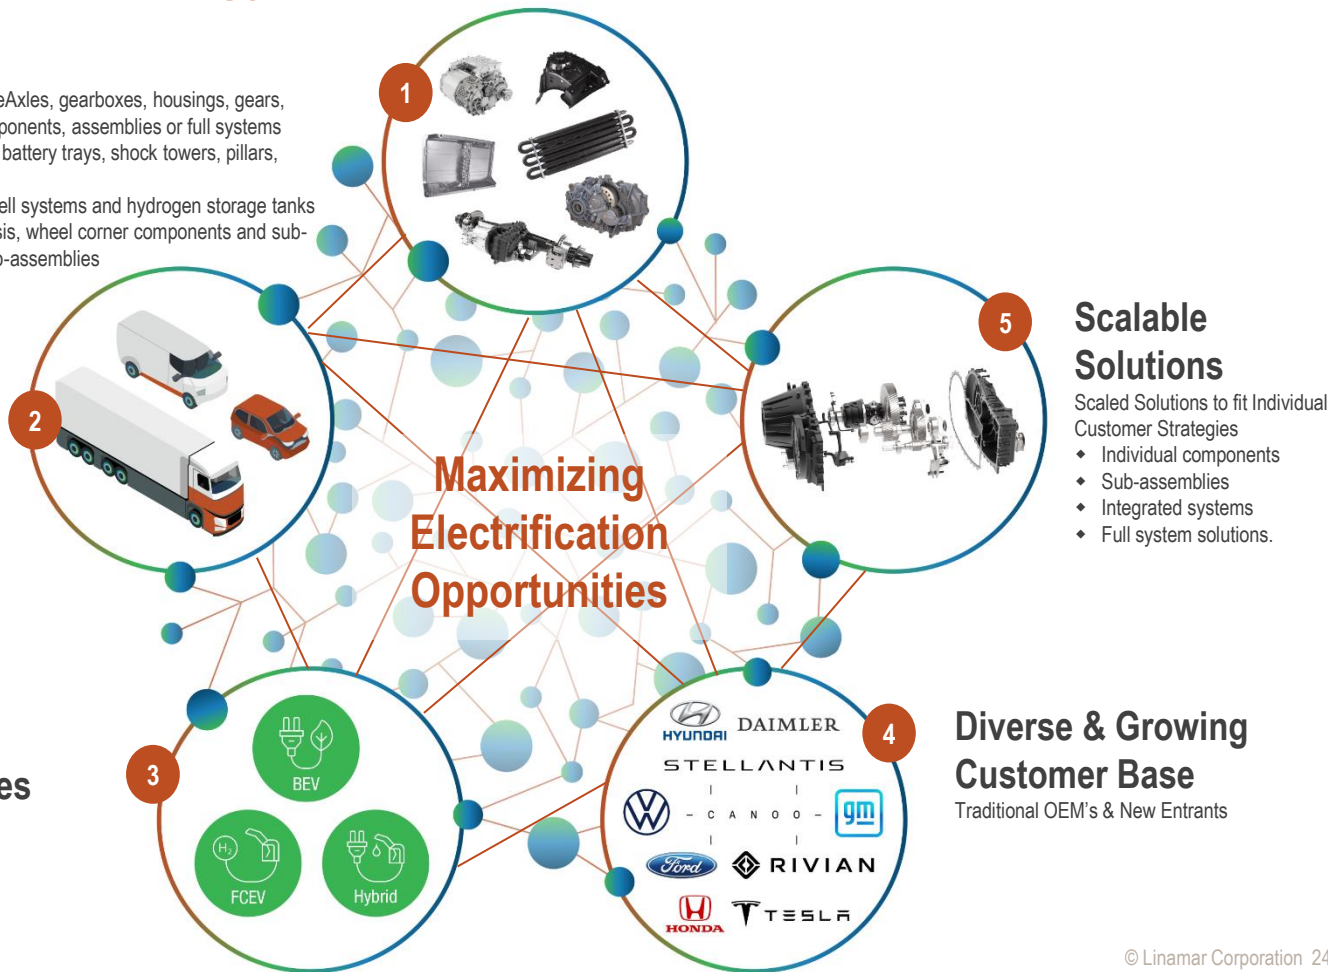 eAxles, gearboxes, housings, gears,
ponents, assemblies or full systems
battery trays, shock towers, pillars,
ell systems and hydrogen storage tanks
sis, wheel corner components and sub-
o-assemblies
1
2
5
Scalable
Solutions
Scaled Solutions to fit Individual
Customer Strategies
◆ Individual components
◆ Sub-assemblies
◆ Integrated systems
◆ Full system solutions.
Maximizing
Electrification
Opportunities
3
es
BEV
H₂
FCEV
Hybrid
4
HYUNDAI DAIMLER
STELLANTIS
CANOO
gm
Ford RIVIAN
HONDA TESLA
Diverse & Growing
Customer Base
Traditional OEM's & New Entrants
© Linamar Corporation 24